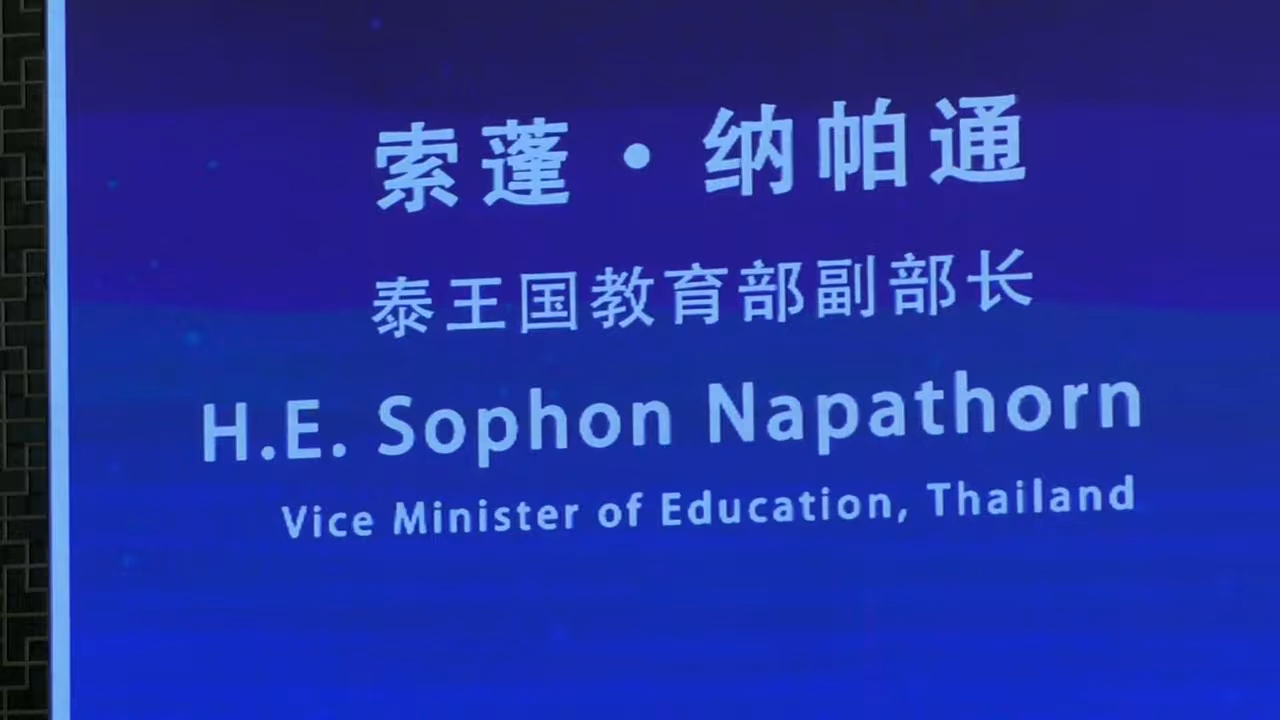 索蓬·纳帕通
泰王国教育部副部长
H.E. Sophon Napathorn
Vice Minister of Education, Thailand